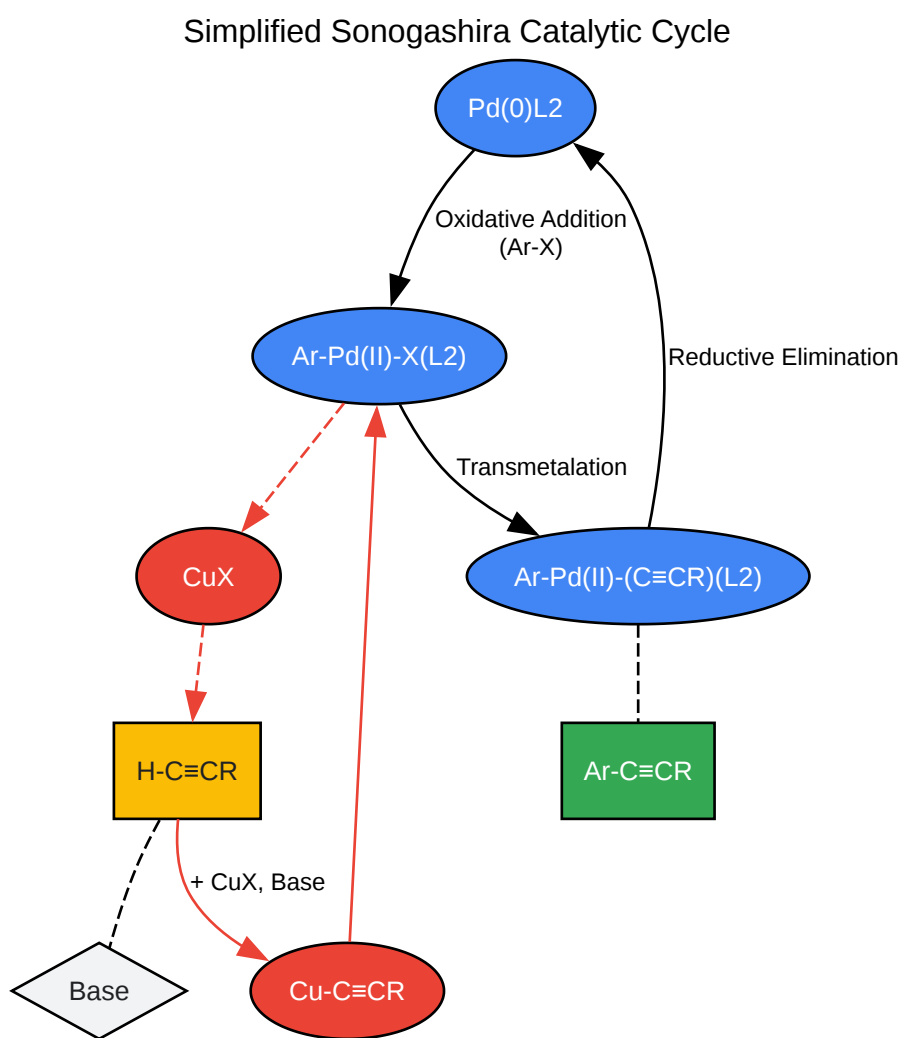 Simplified Sonogashira Catalytic Cycle
Pd(0)L2
Oxidative Addition
(Ar-X)
Ar-Pd(II)-X(L2)
Reductive Elimination
Transmetalation
CuX
Ar-Pd(II)-(C≡CR)(L2)
H-C≡CR
Ar-C≡CR
+ CuX, Base
Base
Cu-C≡CR